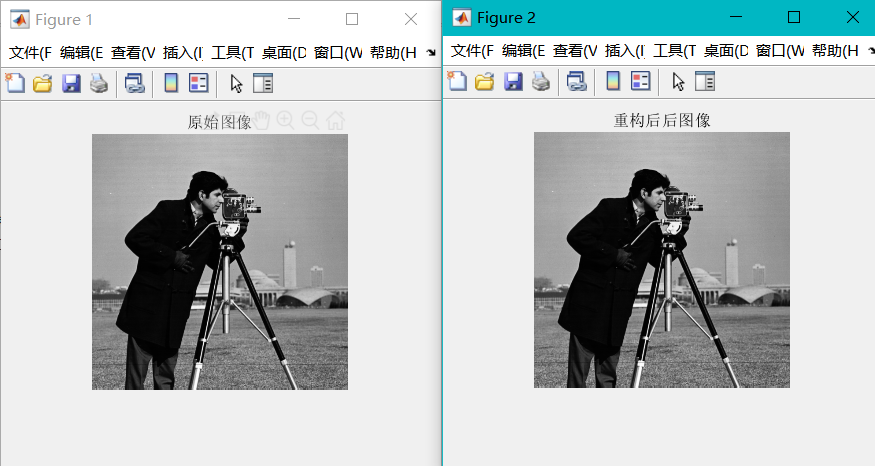 Figure 1
文件(F 编辑(E 查看(V 插入(I 工具(T 桌面(D 窗口(W 帮助(H
原始图像
Figure 2
文件(F 编辑(E 查看(V 插入(I 工具(T 桌面(D 窗口(W 帮助(H
重构后后图像